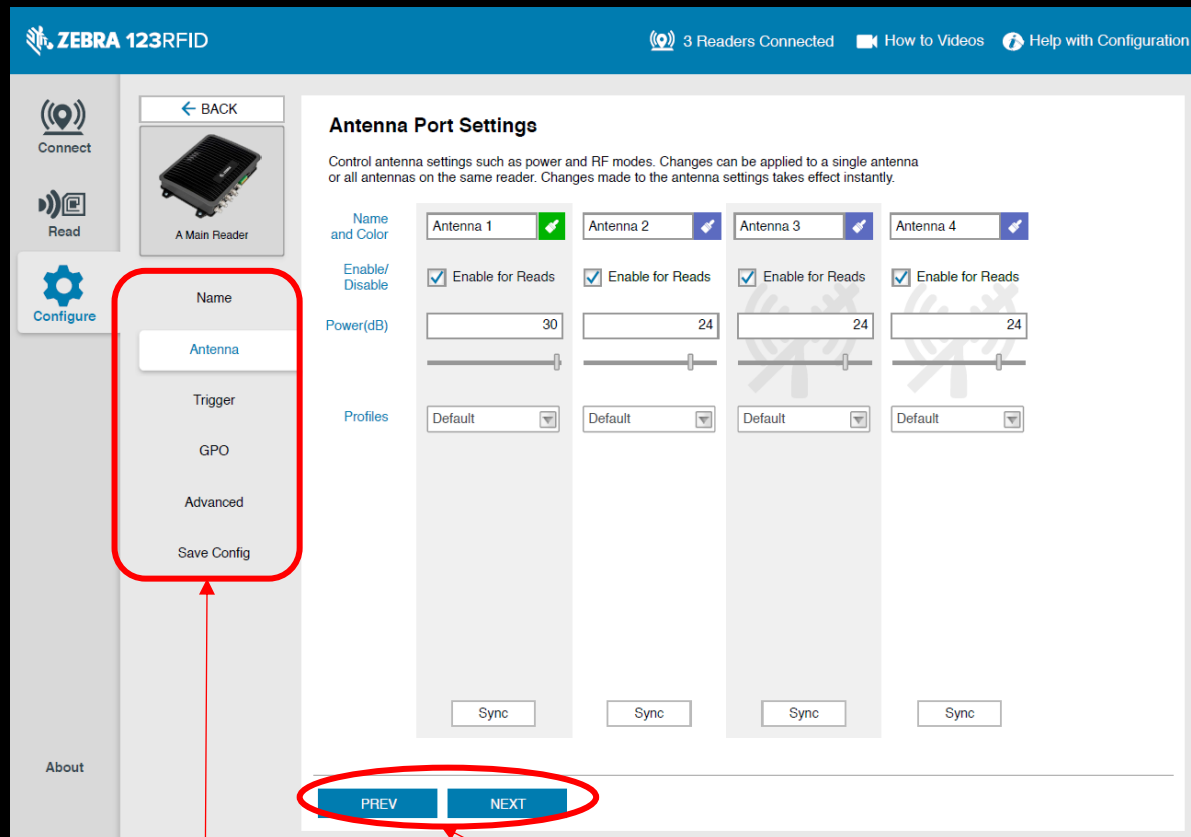 ZEBRA 123RFID
3 Readers Connected
How to Videos
Help with Configuration
Connect
Read
Configure
About
BACK
A Main Reader
Name
Antenna
Trigger
GPO
Advanced
Save Config
Antenna Port Settings
Control antenna settings such as power and RF modes. Changes can be applied to a single antenna
or all antennas on the same reader. Changes made to the antenna settings takes effect instantly.
Name
and Color
Antenna 1
Antenna 2
Antenna 3
Antenna 4
Enable/
Disable
Enable for Reads
Enable for Reads
Enable for Reads
Enable for Reads
Power(dB)
30
24
24
24
Profiles
Default
Default
Default
Default
Sync
Sync
Sync
Sync
PREV
NEXT